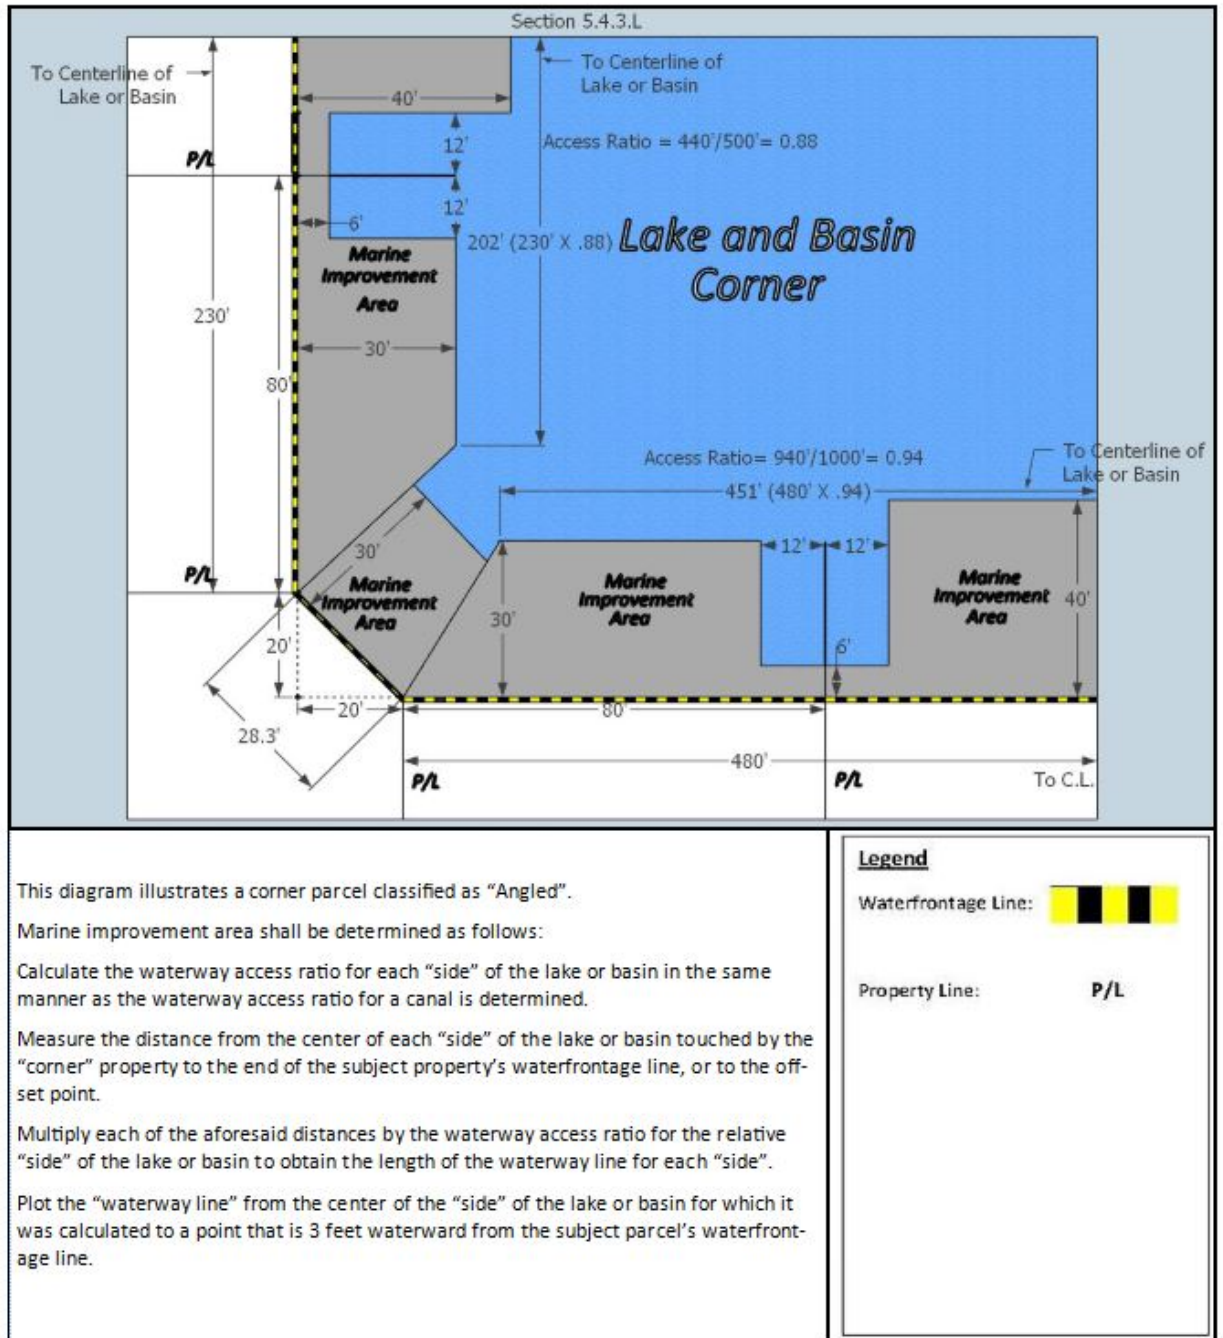 Section 5.4.3.L
To Centerline of
Lake or Basin
To Centerline of
Lake or Basin
40'
12'
Access Ratio = 440'/500'= 0.88
P/L
12'
6'
202' (230' X .88)
Lake and Basin
Corner
Marine
Improvement
Area
230'
30'
80'
Access Ratio= 940'/1000'= 0.94
To Centerline of
Lake or Basin
451' (480' X .94)
12'
12'
30'
P/L
Marine
Improvement
Area
Marine
Improvement
Area
Marine
Improvement
Area
40'
30'
20'
6'
20'
80'
28.3'
480'
P/L
P/L
To C.L.
This diagram illustrates a corner parcel classified as “Angled”.
Marine improvement area shall be determined as follows:
Calculate the waterway access ratio for each “side” of the lake or basin in the same
manner as the waterway access ratio for a canal is determined.
Measure the distance from the center of each “side” of the lake or basin touched by the
“corner” property to the end of the subject property’s waterfrontage line, or to the off-
set point.
Multiply each of the aforesaid distances by the waterway access ratio for the relative
“side” of the lake or basin to obtain the length of the waterway line for each “side”.
Plot the “waterway line” from the center of the “side” of the lake or basin for which it
was calculated to a point that is 3 feet waterward from the subject parcel’s waterfront-
age line.
Legend
Waterfrontage Line:
Property Line: P/L